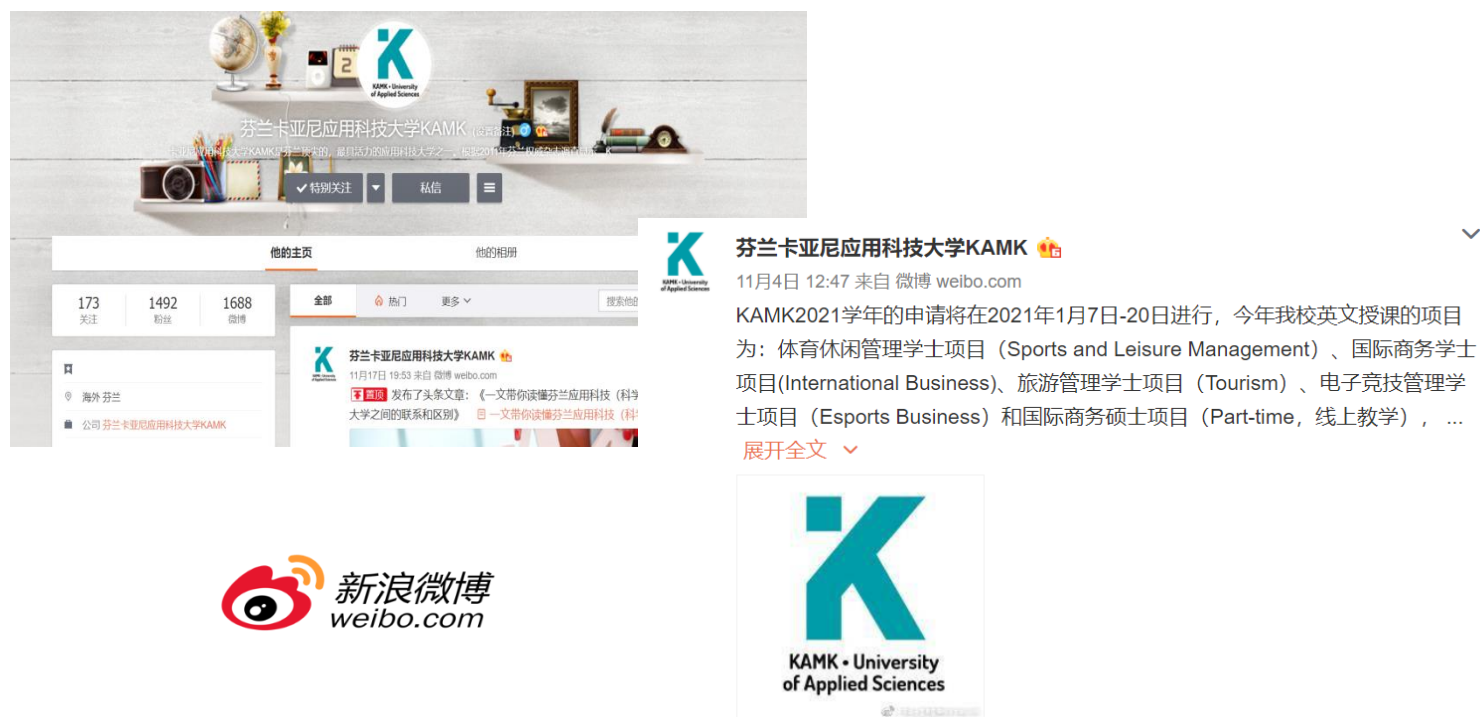 2
KAMK • University
of Applied Sciences
芬兰卡亚尼应用科技大学KAMK (设置备注)
特别关注
私信
他的主页
他的相册
173
1492
1688
关注
粉丝
微博
全部
热门
更多
搜索他的
芬兰卡亚尼应用科技大学KAMK
11月17日 19:53 来自 微博 weibo.com
置顶 发布了头条文章：《一文带你读懂芬兰应用科技（科学
大学之间的联系和区别》 一文带你读懂芬兰应用科技（科学
海外 芬兰
公司 芬兰卡亚尼应用科技大学KAMK
KAMK • University
of Applied Sciences
芬兰卡亚尼应用科技大学KAMK
11月4日 12:47 来自 微博 weibo.com
KAMK2021学年的申请将在2021年1月7日-20日进行，今年我校英文授课的项目
为：体育休闲管理学士项目（Sports and Leisure Management）、国际商务学士
项目(International Business)、旅游管理学士项目（Tourism）、电子竞技管理学
士项目（Esports Business）和国际商务硕士项目（Part-time，线上教学）， ...
展开全文
KAMK • University
of Applied Sciences
新浪微博
weibo.com